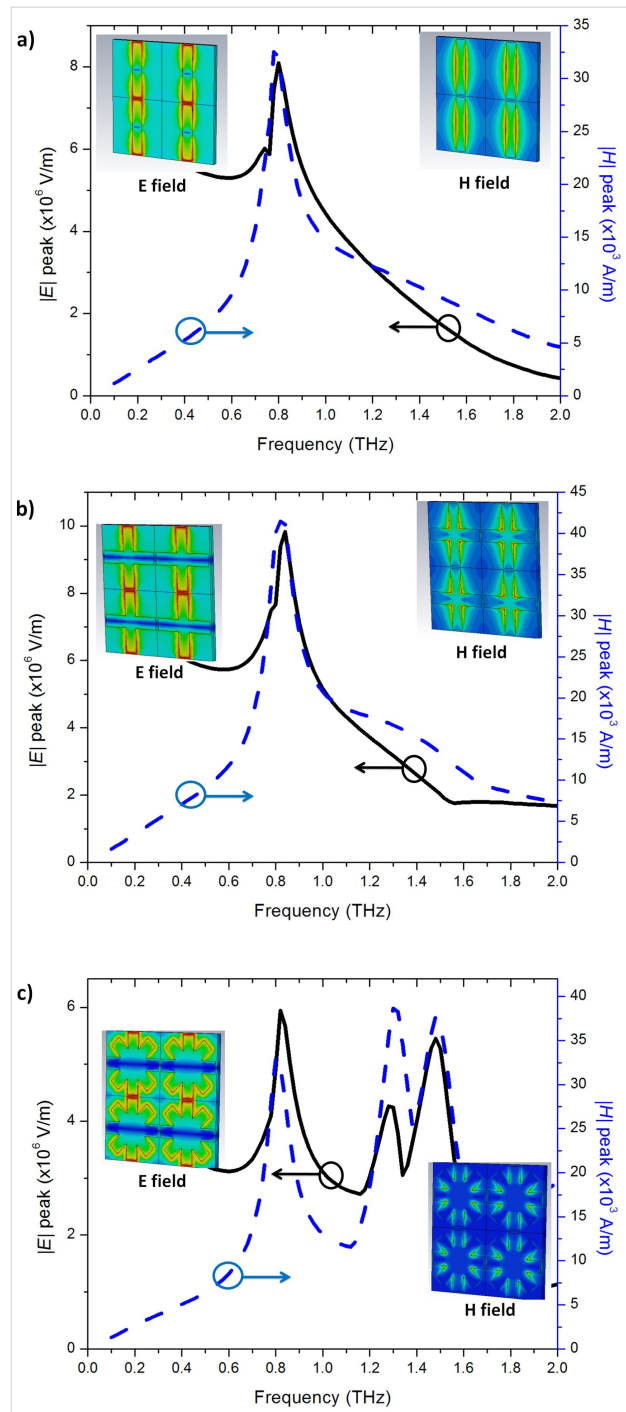 a)
E field
H field
|E| peak (x10⁶ V/m)
8
6
4
2
0
|H| peak (x10³ A/m)
35
30
25
20
15
10
5
0
0.0 0.2 0.4 0.6 0.8 1.0 1.2 1.4 1.6 1.8 2.0
Frequency (THz)
b)
E field
H field
|E| peak (x10⁶ V/m)
10
8
6
4
2
0
|H| peak (x10³ A/m)
45
40
35
30
25
20
15
10
5
0
0.0 0.2 0.4 0.6 0.8 1.0 1.2 1.4 1.6 1.8 2.0
Frequency (THz)
c)
E field
H field
|E| peak (x10⁶ V/m)
6
4
2
0
|H| peak (x10³ A/m)
40
35
30
25
20
15
10
5
0
0.0 0.2 0.4 0.6 0.8 1.0 1.2 1.4 1.6 1.8 2.0
Frequency (THz)